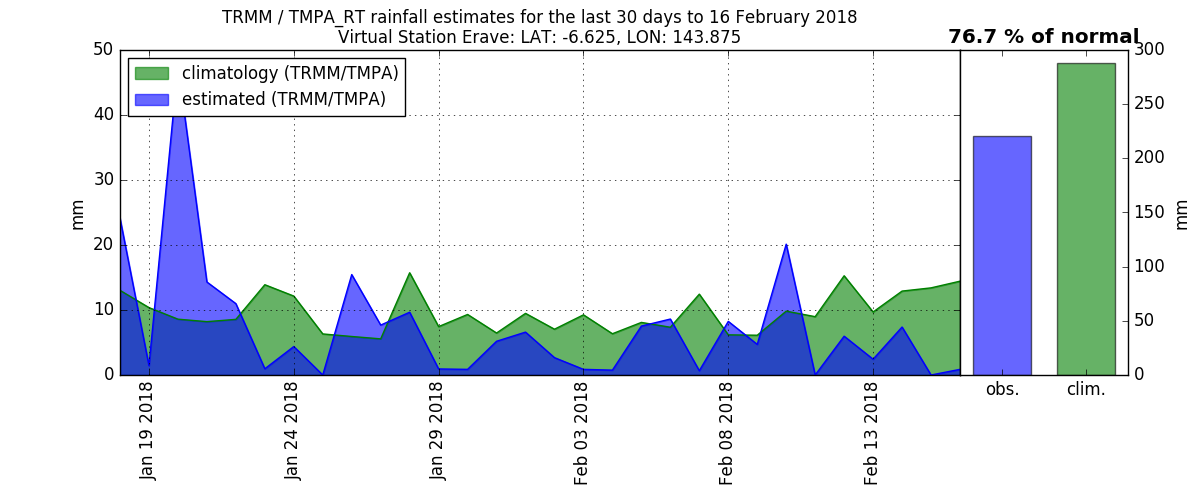 TRMM / TMPA_RT rainfall estimates for the last 30 days to 16 February 2018
Virtual Station Erave: LAT: -6.625, LON: 143.875
76.7 % of normal
climatology (TRMM/TMPA)
estimated (TRMM/TMPA)
50
40
30
20
10
0
mm
Jan 19 2018
Jan 24 2018
Jan 29 2018
Feb 03 2018
Feb 08 2018
Feb 13 2018
300
250
200
150
100
50
0
mm
obs.
clim.